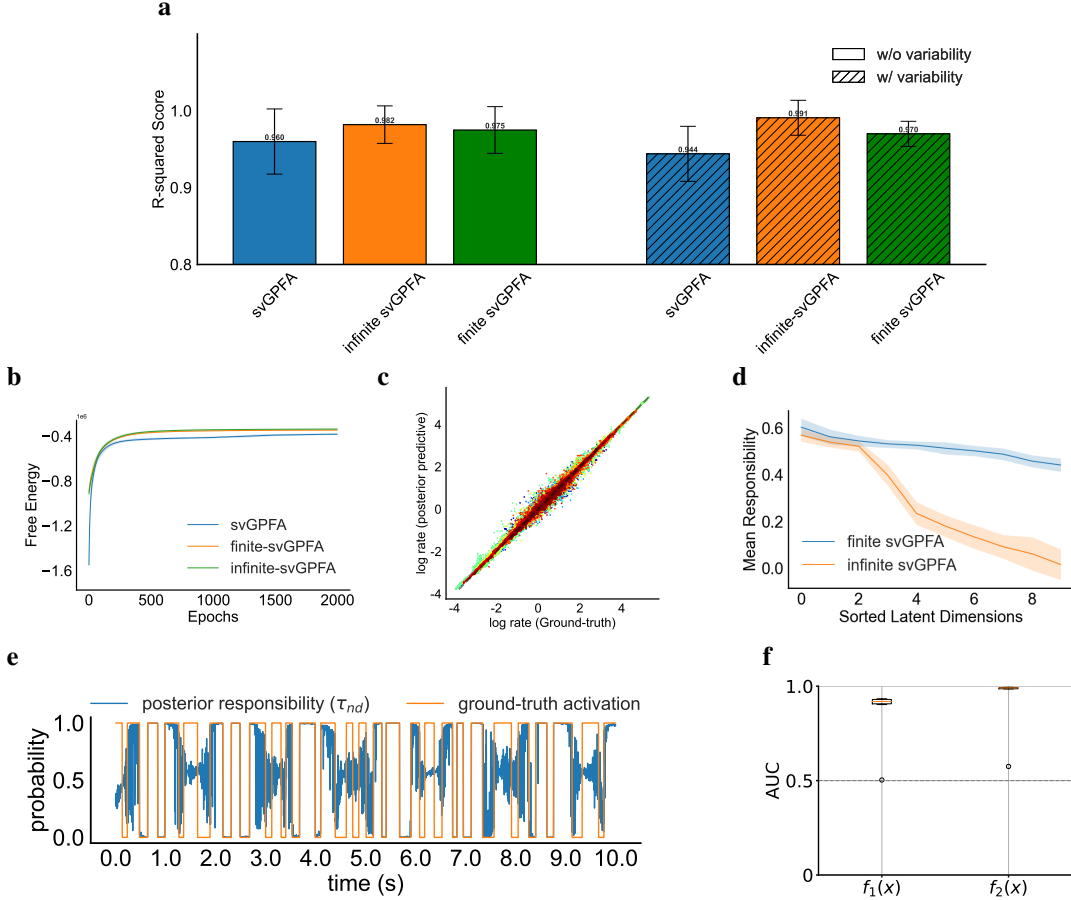 a
R-squared Score
1.0
0.9
0.8
0.960
0.982
0.975
0.944
0.991
0.970
w/o variability
w/ variability
svGPFA
infinite svGPFA
finite svGPFA
svGPFA
infinite-svGPFA
finite svGPFA
b
1e6
Free Energy
−0.4
−0.8
−1.2
−1.6
svGPFA
finite-svGPFA
infinite-svGPFA
0 500 1000 1500 2000
Epochs
c
log rate (posterior predictive)
4
2
0
-2
-4
-4 -2 0 2 4
log rate (Ground-truth)
d
Mean Responsibility
0.6
0.4
0.2
0.0
finite svGPFA
infinite svGPFA
0 2 4 6 8
Sorted Latent Dimensions
e
posterior responsibility (τnd) ground-truth activation
probability
1.0
0.5
0.0
0.0 1.0 2.0 3.0 4.0 5.0 6.0 7.0 8.0 9.0 10.0
time (s)
f
AUC
1.0
0.5
0
f1(x) f2(x)